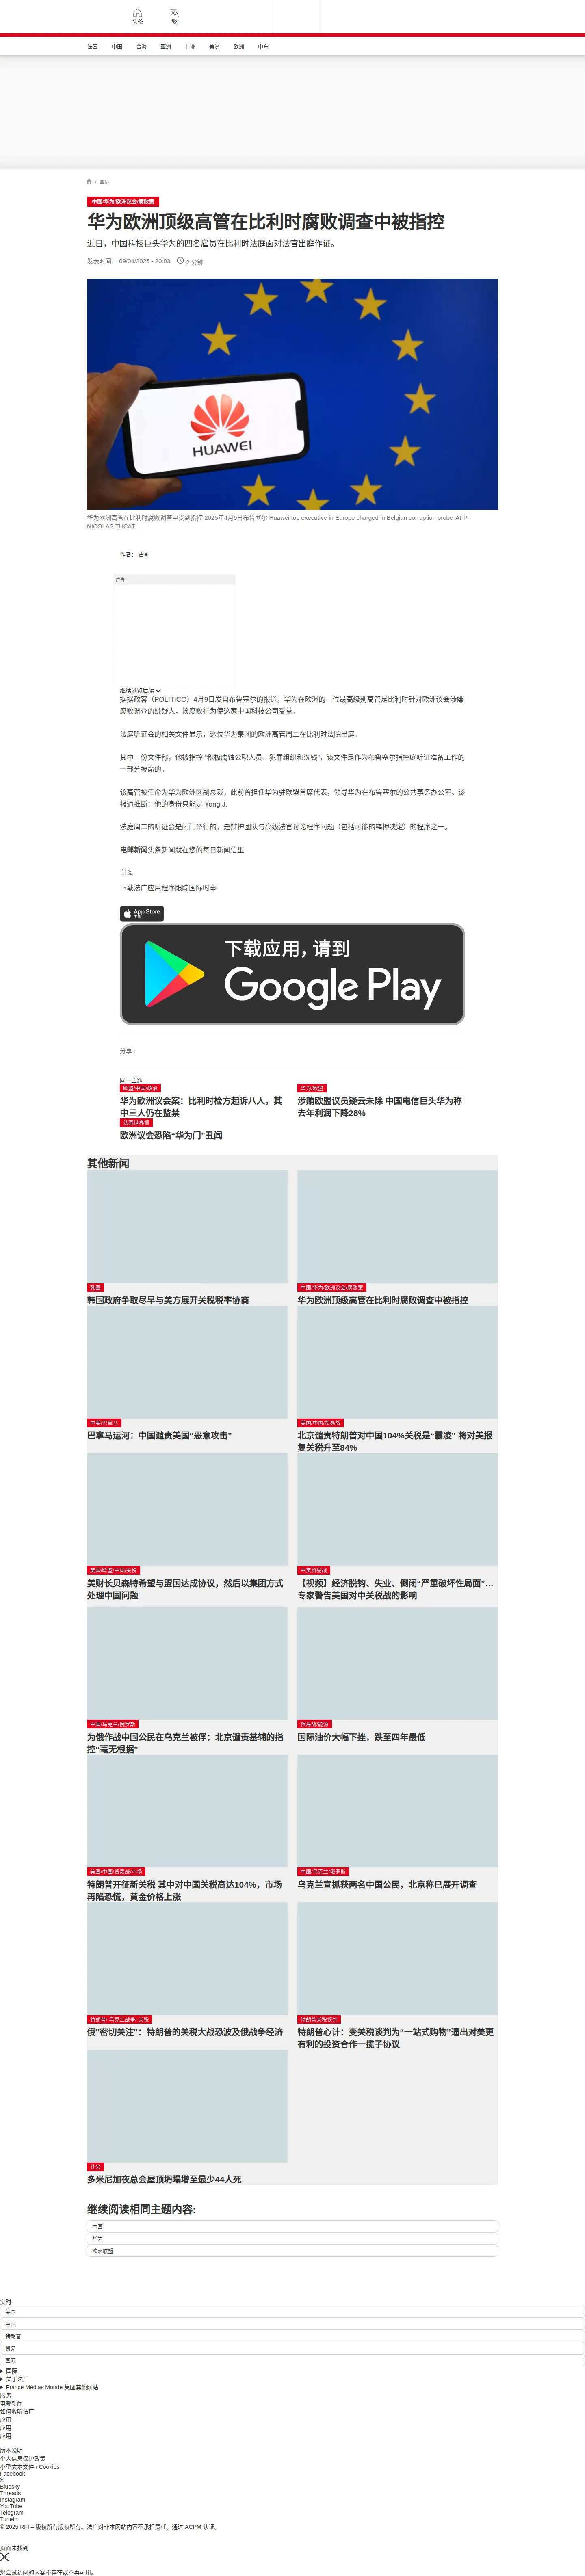 头条
繁
法国
中国
台海
亚洲
非洲
美洲
欧洲
中东
/ 国际
中国/华为/欧洲议会/腐败案
华为欧洲顶级高管在比利时腐败调查中被指控
近日，中国科技巨头华为的四名雇员在比利时法庭面对法官出庭作证。
发表时间： 09/04/2025 - 20:03
2 分钟
HUAWEI
华为欧洲高管在比利时腐败调查中受到指控 2025年4月9日布鲁塞尔 Huawei top executive in Europe charged in Belgian corruption probe AFP -
NICOLAS TUCAT
作者： 古莉
广告
继续浏览后续
据据政客（POLITICO）4月9日发自布鲁塞尔的报道，华为在欧洲的一位最高级别高管是比利时针对欧洲议会涉嫌
腐败调查的嫌疑人，该腐败行为使这家中国科技公司受益。
法庭听证会的相关文件显示，这位华为集团的欧洲高管周二在比利时法院出庭。
其中一份文件称，他被指控 “积极腐蚀公职人员、犯罪组织和洗钱”，该文件是作为布鲁塞尔指控庭听证准备工作的
一部分披露的。
该高管被任命为华为欧洲区副总裁，此前曾担任华为驻欧盟首席代表，领导华为在布鲁塞尔的公共事务办公室。该
报道推断：他的身份只能是 Yong J.
法庭周二的听证会是闭门举行的，是辩护团队与高级法官讨论程序问题（包括可能的羁押决定）的程序之一。
电邮新闻头条新闻就在您的每日新闻信里
订阅
下载法广应用程序跟踪国际时事
App Store
下载
下载应用，请到
Google Play
分享 :
同一主题
欧盟/中国/政治
华为欧洲议会案：比利时检方起诉八人，其
中三人仍在监禁
华为/欧盟
涉贿欧盟议员疑云未除 中国电信巨头华为称
去年利润下降28%
法国世界报
欧洲议会恐陷“华为门”丑闻
其他新闻
韩国
韩国政府争取尽早与美方展开关税税率协商
中国/华为/欧洲议会/腐败案
华为欧洲顶级高管在比利时腐败调查中被指控
中美/巴拿马
巴拿马运河：中国谴责美国“恶意攻击”
美国/中国/贸易战
北京谴责特朗普对中国104%关税是“霸凌” 将对美报
复关税升至84%
美国/欧盟/中国/关税
美财长贝森特希望与盟国达成协议，然后以集团方式
处理中国问题
中美贸易战
【视频】经济脱钩、失业、倒闭“严重破坏性局面”…
专家警告美国对中关税战的影响
中国/乌克兰/俄罗斯
为俄作战中国公民在乌克兰被俘：北京谴责基辅的指
控“毫无根据”
贸易战/能源
国际油价大幅下挫，跌至四年最低
美国/中国/贸易战/市场
特朗普开征新关税 其中对中国关税高达104%，市场
再陷恐慌，黄金价格上涨
中国/乌克兰/俄罗斯
乌克兰宣抓获两名中国公民，北京称已展开调查
特朗普/ 乌克兰战争/ 关税
俄“密切关注”：特朗普的关税大战恐波及俄战争经济
特朗普关税谈判
特朗普心计：变关税谈判为“一站式购物”逼出对美更
有利的投资合作一揽子协议
社会
多米尼加夜总会屋顶坍塌增至最少44人死
继续阅读相同主题内容:
中国
华为
欧洲联盟
实时
美国
中国
特朗普
贸易
国际
国际
关于法广
France Médias Monde 集团其他网站
服务
电邮新闻
如何收听法广
应用
应用
应用
版本说明
个人信息保护政策
小型文本文件 / Cookies
Facebook
X
Bluesky
Threads
Instagram
YouTube
Telegram
TuneIn
© 2025 RFI – 版权所有版权所有。法广对非本网站内容不承担责任。通过 ACPM 认证。
页面未找到
您尝试访问的内容不存在或不再可用。